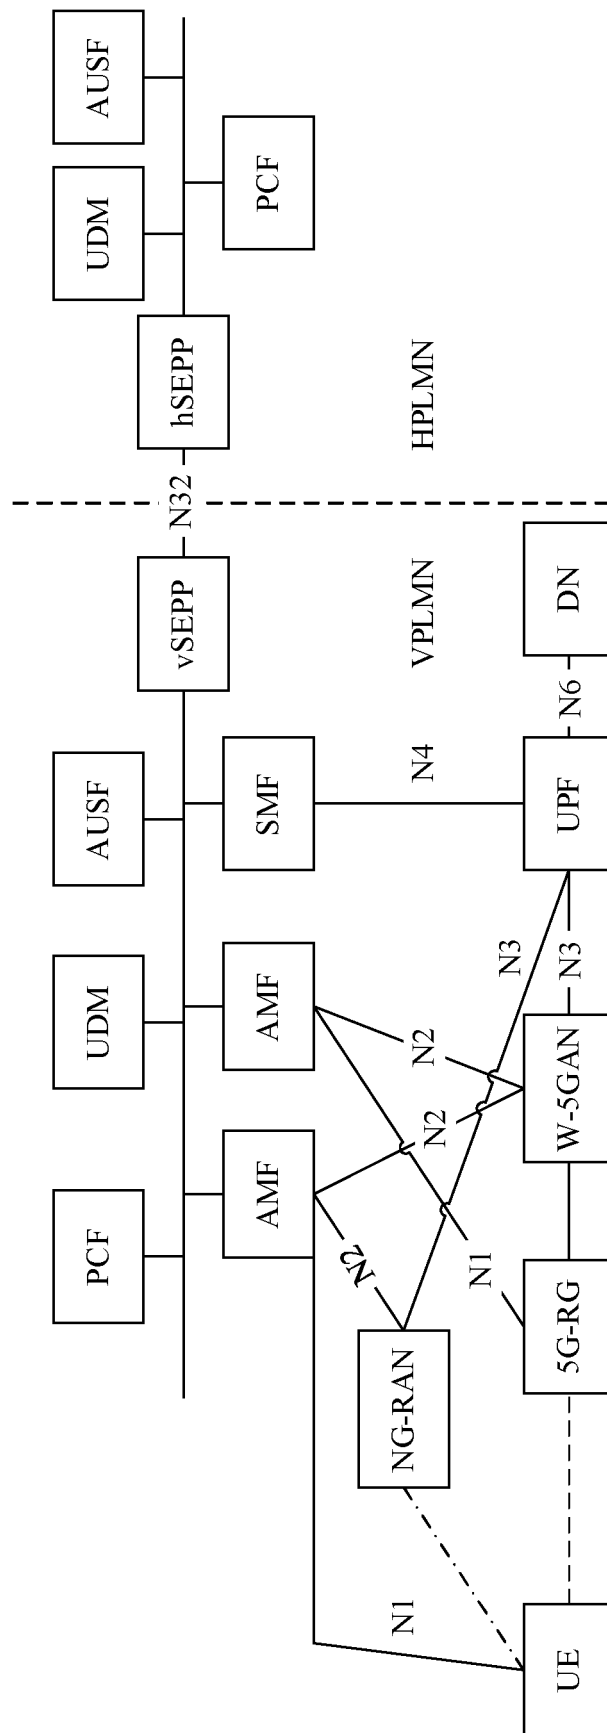 PCF
UDM
AUSF
UDM
AUSF
vSEPP
N32
hSEPP
AMF
AMF
SMF
PCF
N1
NG-RAN
N2
N2
N2
N4
VPLMN
HPLMN
N1
N3
UE
5G-RG
W-5GAN
N3
UPF
N6
DN